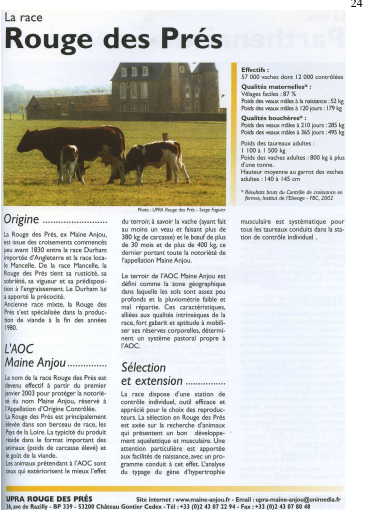 24
La race
Rouge des Prés
Effectifs :
57 000 vaches dont 12 000 contrôlées
Qualités maternelles* :
Vêlages faciles : 87 %
Poids des veaux mâles à la naissance : 52 kg
Poids des veaux mâles à 120 jours : 179 kg
Qualités bouchères* :
Poids des veaux mâles à 210 jours : 285 kg
Poids des veaux mâles à 365 jours : 495 kg
Poids des taureaux adultes :
1 100 à 1 500 kg
Poids des vaches adultes : 800 kg à plus
d'une tonne.
Hauteur moyenne au garrot des vaches
adultes : 140 à 145 cm
* Résultats bruts du Contrôle de croissance en
fermes, Institut de l'Elevage - FBC, 2002
Photo : UPRA Rouge des Prés - Serge Faguier
Origine
La Rouge des Prés, ex Maine Anjou,
est issue des croisements commencés
peu avant 1830 entre la race Durham
importée d'Angleterre et la race loca-
le Mancelle. De la race Mancelle, la
Rouge des Prés tient sa rusticité, sa
sobriété, sa vigueur et sa prédisposition
à l'engraissement. Le Durham lui
a apporté la précocité.
Ancienne race mixte, la Rouge des
Prés s'est spécialisée dans la produc-
tion de viande à la fin des années
1980.
L'AOC
Maine Anjou
Le nom de la race Rouge des Prés est
devenu effectif à partir du premier
janvier 2003 pour protéger la notorié-
té du nom Maine Anjou, réservé à
l'Appellation d'Origine Contrôlée.
La Rouge des Prés est principalement
élevée dans son berceau de race, les
Pays de la Loire. La typicité du produit
réside dans le format important des
animaux (poids de carcasse élevé) et
le goût de la viande.
Les animaux prétendant à l'AOC sont
ceux qui extériorisent le mieux l'effet
du terroir, à savoir la vache (ayant fait
au moins un veau et faisant plus de
380 kg de carcasse) et le bœuf de plus
de 30 mois et de plus de 400 kg, ce
dernier portant toute la notoriété de
l'appellation Maine Anjou.
Le terroir de l'AOC Maine Anjou est
défini comme la zone géographique
dans laquelle les sols sont assez peu
profonds et la pluviométrie faible et
mal répartie. Ces caractéristiques,
alliées aux qualités intrinsèques de la
race, fort gabarit et aptitude à mobili-
ser ses réserves corporelles, détermi-
nent un système pastoral propre à
l'AOC.
Sélection
et extension
La race dispose d'une station de
contrôle individuel, outil efficace et
apprécié pour le choix des reproduc-
teurs. La sélection en Rouge des Prés
est axée sur la recherche d'animaux
qui présentent un bon développe-
ment squelettique et musculaire. Une
attention particulière est apportée
aux facilités de naissance, avec un pro-
gramme conduit à cet effet. L'analyse
du typage du gène d'hypertrophie
musculaire est systématique pour
tous les taureaux conduits dans la sta-
tion de contrôle individuel .
UPRA ROUGE DES PRÉS
Site internet : www.maine-anjou.fr - Email : upra-maine-anjou@unimedia.fr
36, ave de Razilly - BP 339 - 53200 Château Gontier Cedex - Tél : +33 (0)2 43 07 22 94 - Fax : +33 (0)2 43 07 80 48